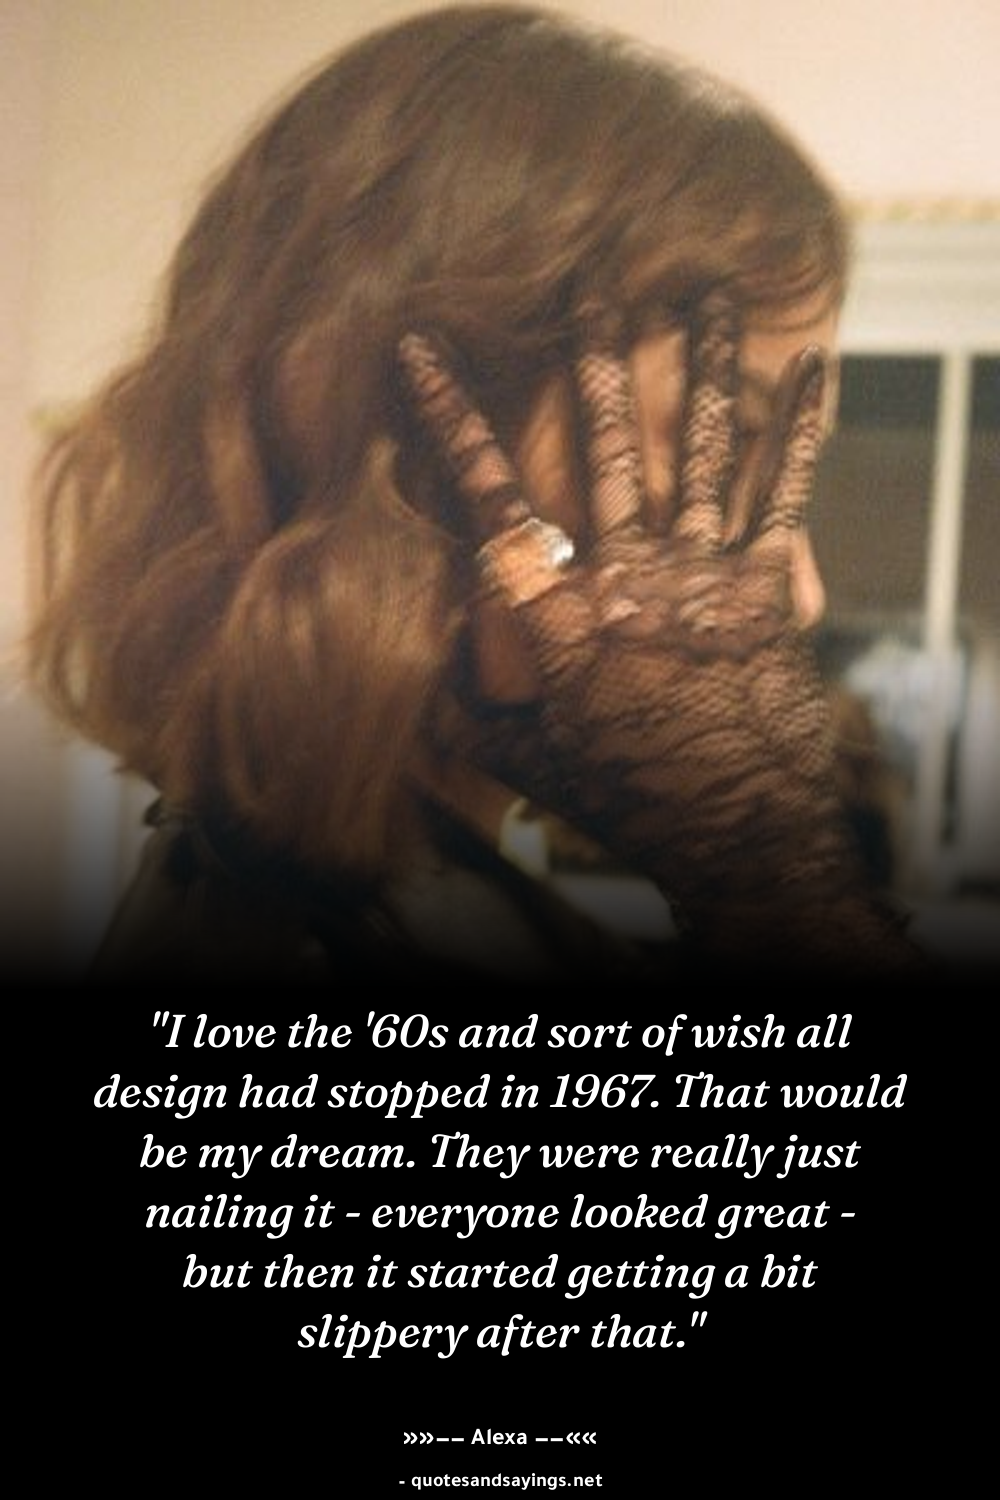 "I love the '60s and sort of wish all
design had stopped in 1967. That would
be my dream. They were really just
nailing it - everyone looked great -
but then it started getting a bit
slippery after that."
»»−− Alexa −−««
- quotesandsayings.net